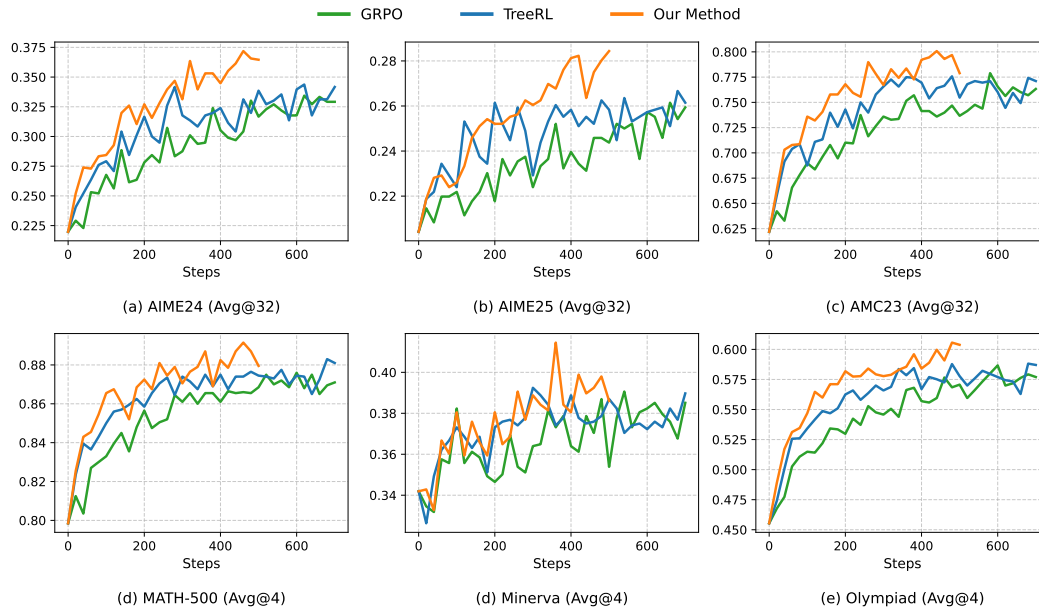 GRPO TreeRL Our Method
0.375
0.350
0.325
0.300
0.275
0.250
0.225
0 200 400 600
Steps
(a) AIME24 (Avg@32)
0.28
0.26
0.24
0.22
0 200 400 600
Steps
(b) AIME25 (Avg@32)
0.800
0.775
0.750
0.725
0.700
0.675
0.650
0.625
0 200 400 600
Steps
(c) AMC23 (Avg@32)
0.88
0.86
0.84
0.82
0.80
0 200 400 600
Steps
(d) MATH-500 (Avg@4)
0.40
0.38
0.36
0.34
0 200 400 600
Steps
(d) Minerva (Avg@4)
0.600
0.575
0.550
0.525
0.500
0.475
0.450
0 200 400 600
Steps
(e) Olympiad (Avg@4)